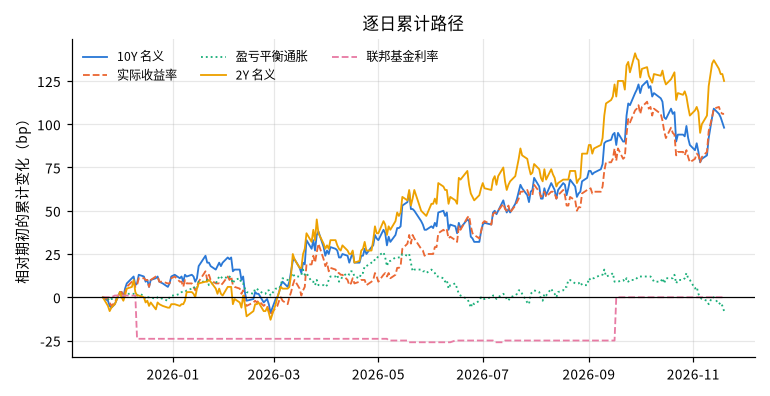 逐日累计路径
10Y 名义
实际收益率
盈亏平衡通胀
2Y 名义
联邦基金利率
相对期初的累计变化（bp）
125
100
75
50
25
0
-25
2026-01
2026-03
2026-05
2026-07
2026-09
2026-11